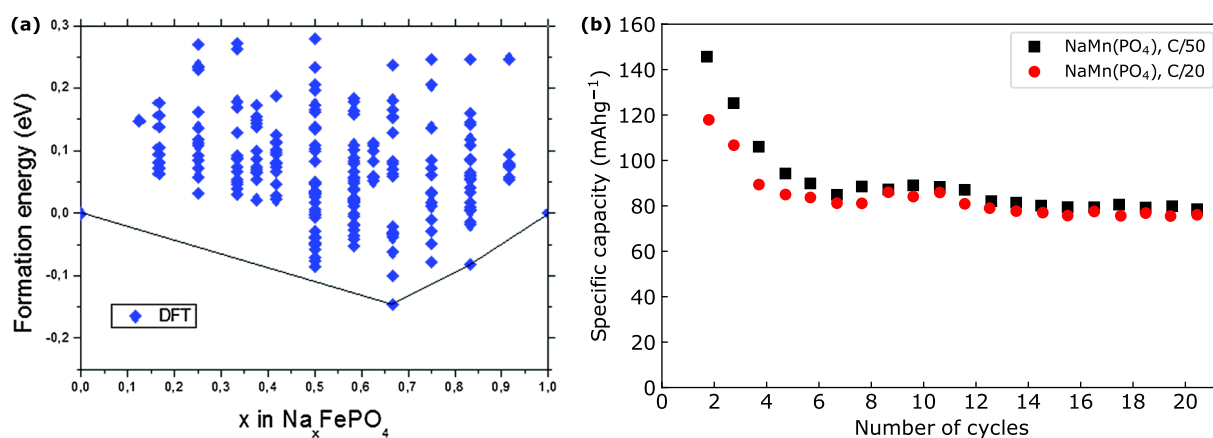 (a)
Formation energy (eV)
0,3
0,2
0,1
0,0
-0,1
-0,2
DFT
0,0 0,1 0,2 0,3 0,4 0,5 0,6 0,7 0,8 0,9 1,0
x in NaₓFePO₄
(b)
Specific capacity (mAhg⁻¹)
160
140
120
100
80
60
40
20
0
NaMn(PO₄), C/50
NaMn(PO₄), C/20
0 2 4 6 8 10 12 14 16 18 20
Number of cycles